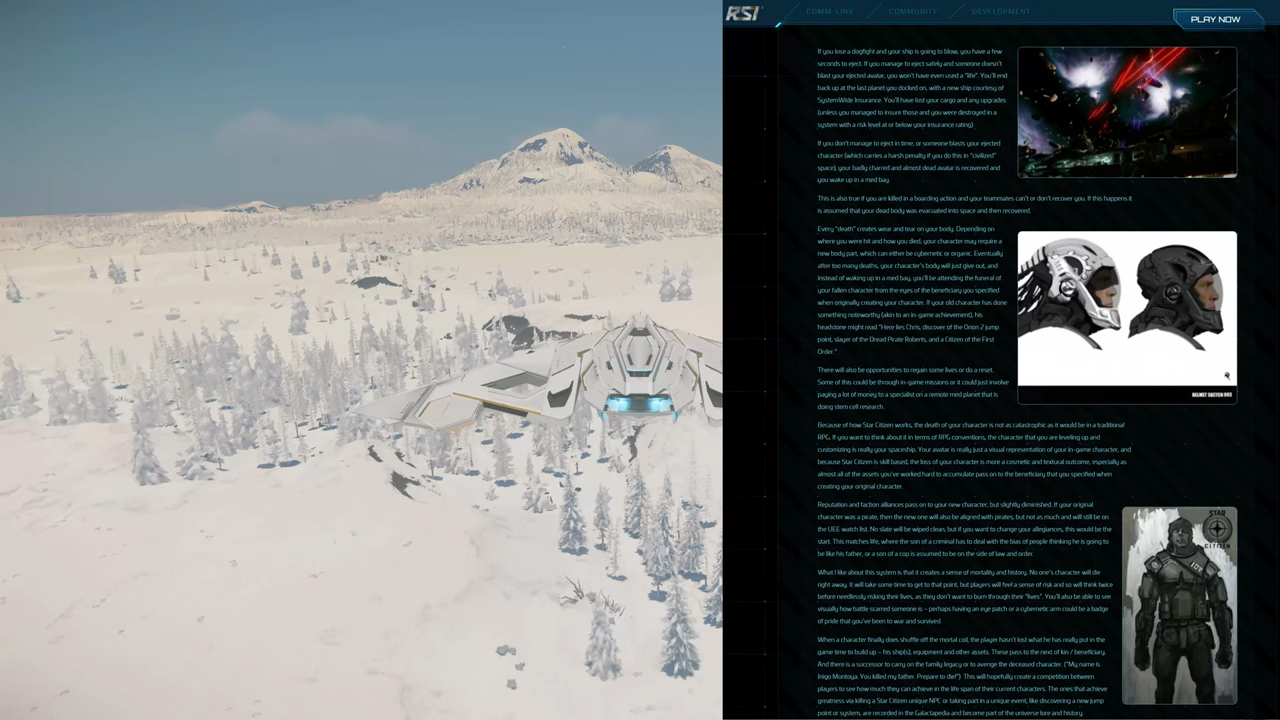 RSI
COMM-LINK
COMMUNITY
DEVELOPMENT
PLAY NOW
If you lose a dogfight and your ship is going to blow, you have a few
seconds to eject. If you manage to eject safely and someone doesn't
blast your ejected avatar, you won't have even used a "life". You'll end
back up at the last planet you docked on, with a new ship courtesy of
SystemWide Insurance. You'll have lost your cargo and any upgrades
(unless you managed to insure those and you were destroyed in a
system with a risk level at or below your insurance rating)
If you don't manage to eject in time, or someone blasts your ejected
character (which carries a harsh penalty if you do this in "civilized"
space), your badly charred and almost dead avatar is recovered and
you wake up in a med bay.
This is also true if you are killed in a boarding action and your teammates can't or don't recover you. If this happens it
is assumed that your dead body was evacuated into space and then recovered.
Every "death" creates wear and tear on your body. Depending on
where you were hit and how you died, your character may require a
new body part, which can either be cybernetic or organic. Eventually
after too many deaths, your character's body will just give out, and
instead of waking up in a med bay, you'll be attending the funeral of
your fallen character from the eyes of the beneficiary you specified
when originally creating your character. If your old character has done
something noteworthy (akin to an in-game achievement), his
headstone might read "Here lies Chris, discover of the Orion 2 jump
point, slayer of the Dread Pirate Roberts, and a Citizen of the First
Order."
HELMET SKETCH 003
There will also be opportunities to regain some lives or do a reset.
Some of this could be through in-game missions or it could just involve
paying a lot of money to a specialist on a remote med planet that is
doing stem cell research.
Because of how Star Citizen works, the death of your character is not as catastrophic as it would be in a traditional
RPG. If you want to think about it in terms of RPG conventions, the character that you are leveling up and
customizing is really your spaceship. Your avatar is really just a visual representation of your in-game character, and
because Star Citizen is skill based, the loss of your character is more a cosmetic and textural outcome, especially as
almost all of the assets you've worked hard to accumulate pass on to the beneficiary that you specified when
creating your original character.
Reputation and faction alliances pass on to your new character, but slightly diminished. If your original
character was a pirate, then the new one will also be aligned with pirates, but not as much and will still be on
the UEE watch list. No slate will be wiped clean, but if you want to change your allegiances, this would be the
start. This matches life, where the son of a criminal has to deal with the bias of people thinking he is going to
be like his father, or a son of a cop is assumed to be on the side of law and order.
STAR
CITIZEN
What I like about this system is that it creates a sense of mortality and history. No one's character will die
right away. It will take some time to get to that point, but players will feel a sense of risk and so will think twice
before needlessly risking their lives, as they don't want to burn through their "lives". You'll also be able to see
visually how battle scarred someone is – perhaps having an eye patch or a cybernetic arm could be a badge
of pride that you've been to war and survived.
When a character finally does shuffle off the mortal coil, the player hasn't lost what he has really put in the
game time to build up – his ship(s), equipment and other assets. These pass to the next of kin / beneficiary.
And there is a successor to carry on the family legacy or to avenge the deceased character. ("My name is
Inigo Montoya. You killed my father. Prepare to die!") This will hopefully create a competition between
players to see how much they can achieve in the life span of their current characters. The ones that achieve
greatness via killing a Star Citizen unique NPC or taking part in a unique event, like discovering a new jump
point or system, are recorded in the Galactapedia and become part of the universe lore and history.